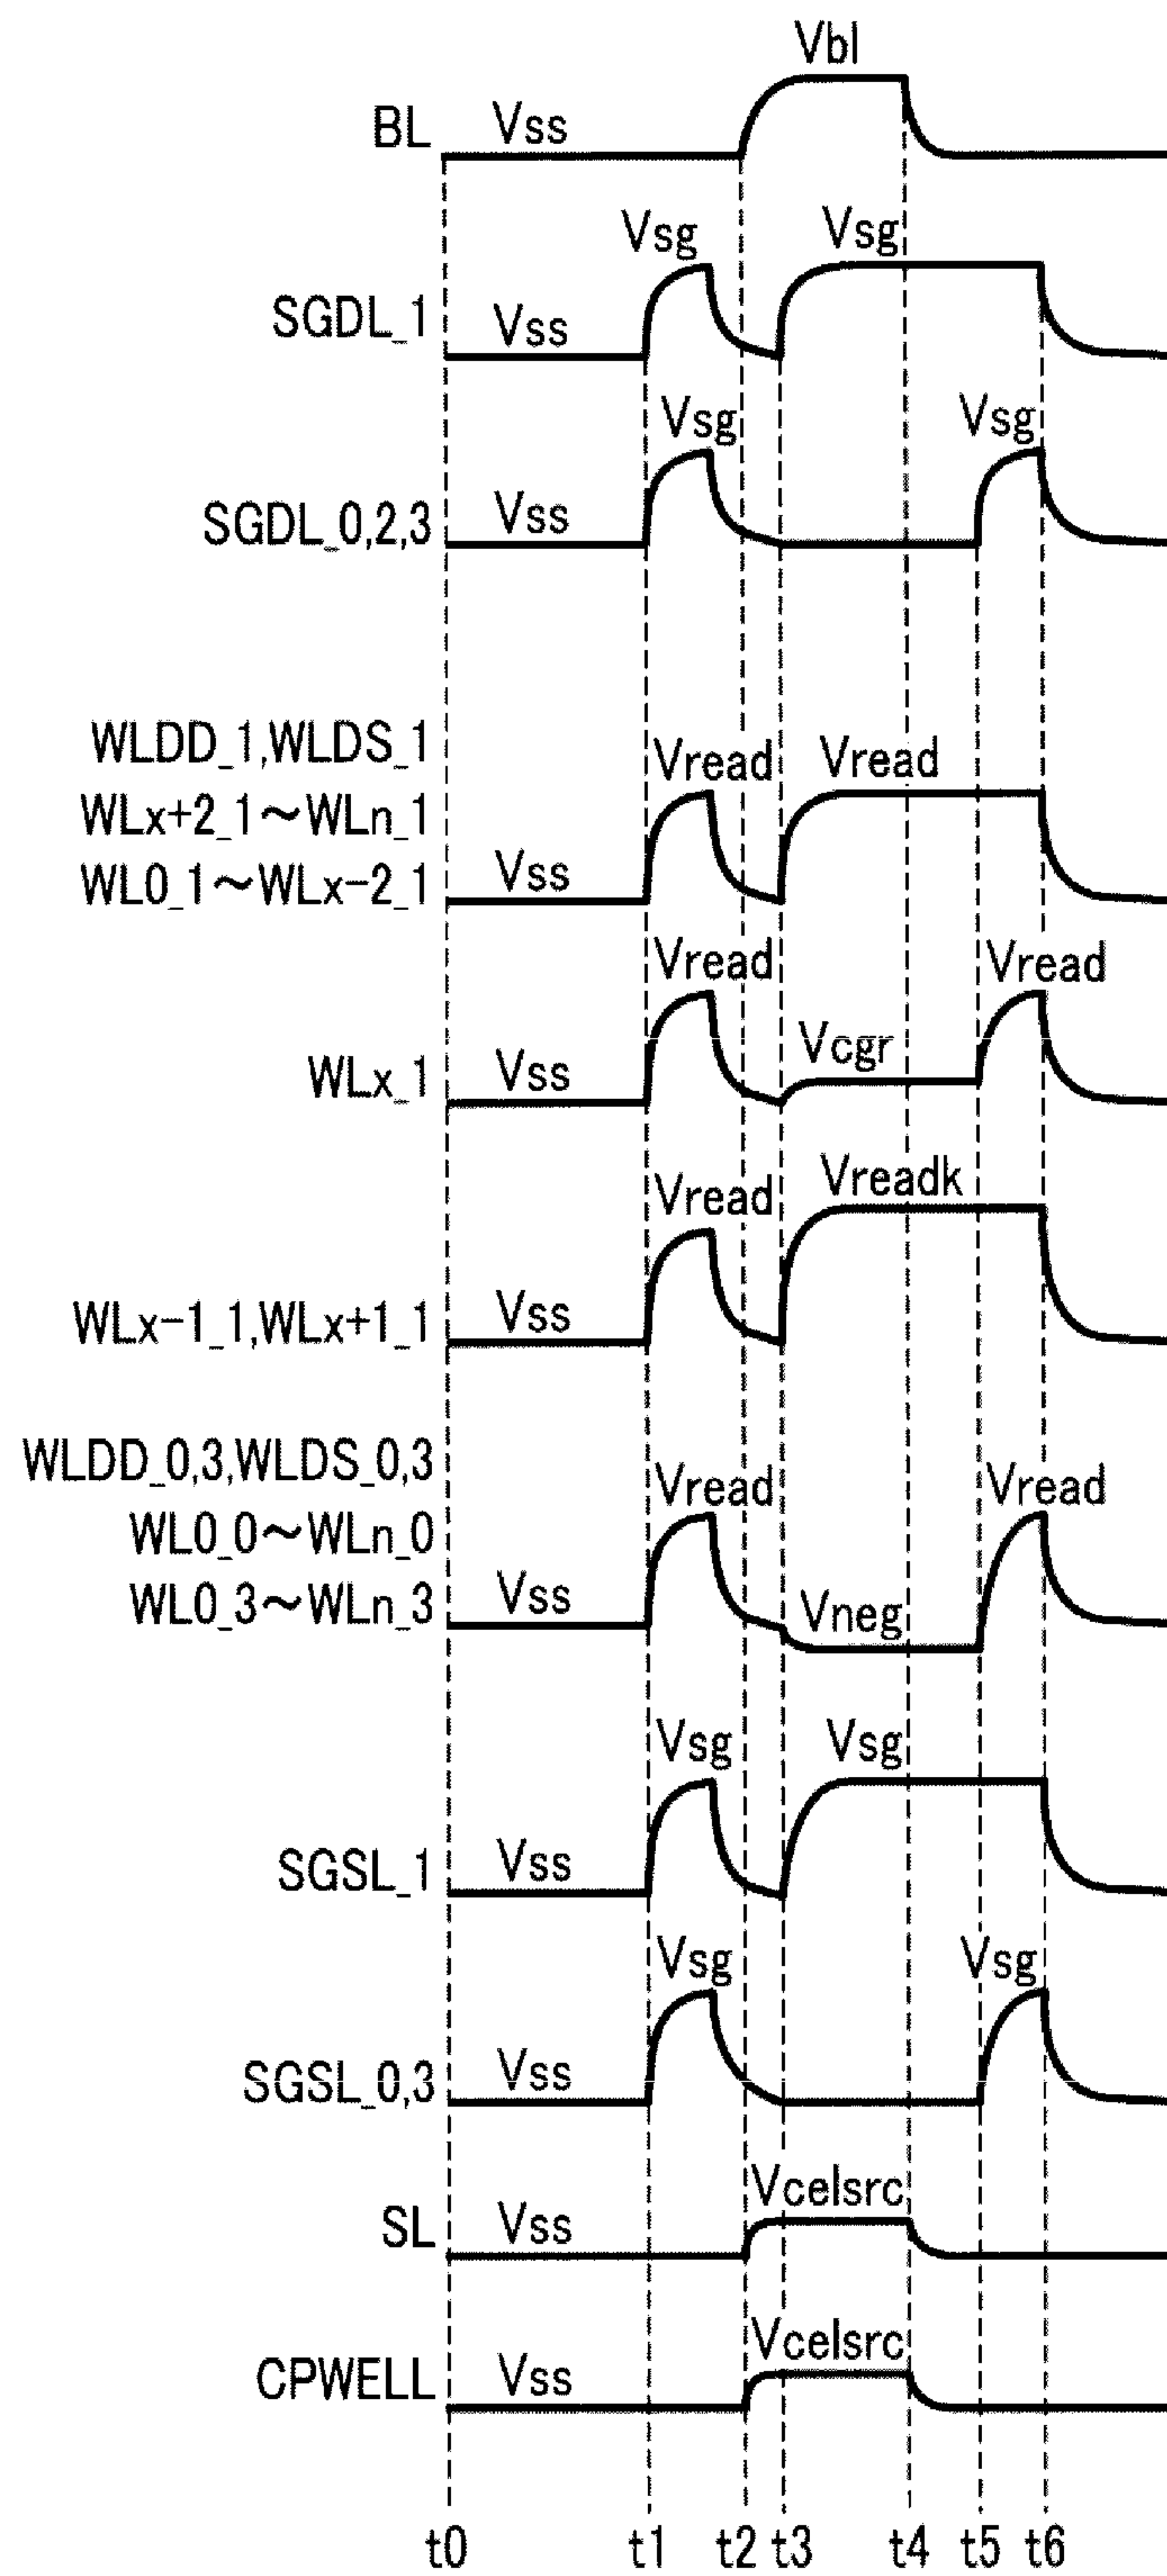 Vbl
BL Vss
Vsg Vsg
SGDL_1 Vss
Vsg Vsg
SGDL_0,2,3 Vss
WLDD_1,WLDS_1 Vread Vread
WLx+2_1~WLn_1
WL0_1~WLx-2_1 Vss
Vread Vread
Vcgr
WLx_1 Vss
Vread Vreadk
WLx-1_1,WLx+1_1 Vss
WLDD_0,3,WLDS_0,3
Vread Vread
WL0_0~WLn_0
WL0_3~WLn_3 Vss Vneg
Vsg Vsg
SGSL_1 Vss
Vsg Vsg
SGSL_0,3 Vss
Vcelsrc
SL Vss
Vcelsrc
CPWELL Vss
t0 t1 t2 t3 t4 t5 t6